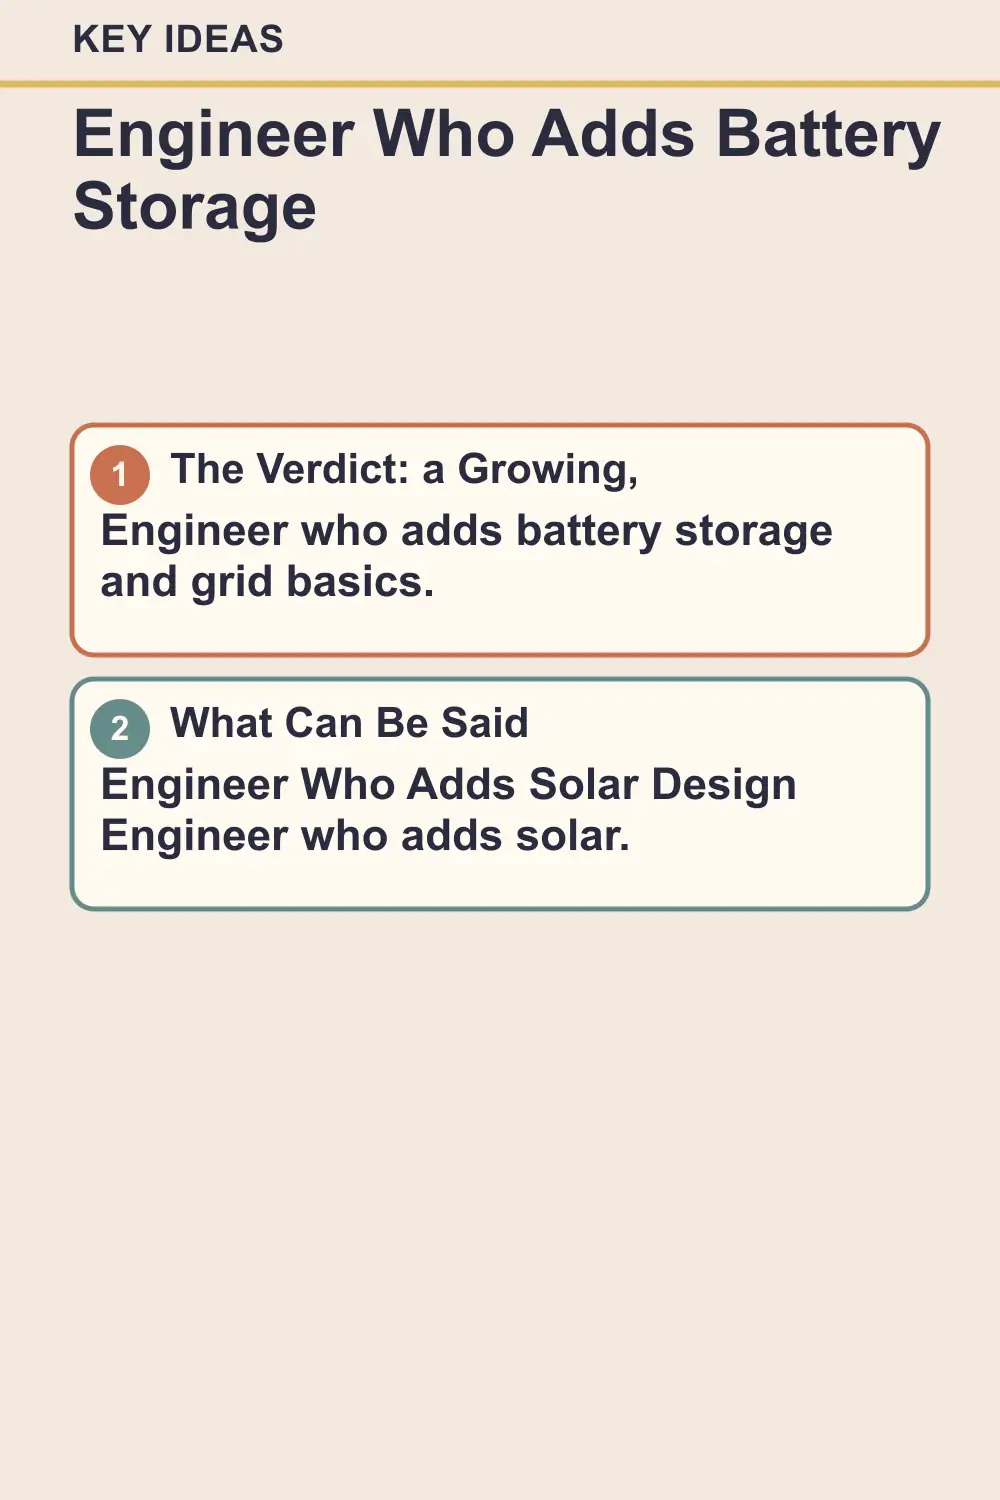 KEY IDEAS
Engineer Who Adds Battery
Storage
1 The Verdict: a Growing,
Engineer who adds battery storage
and grid basics.
2 What Can Be Said
Engineer Who Adds Solar Design
Engineer who adds solar.